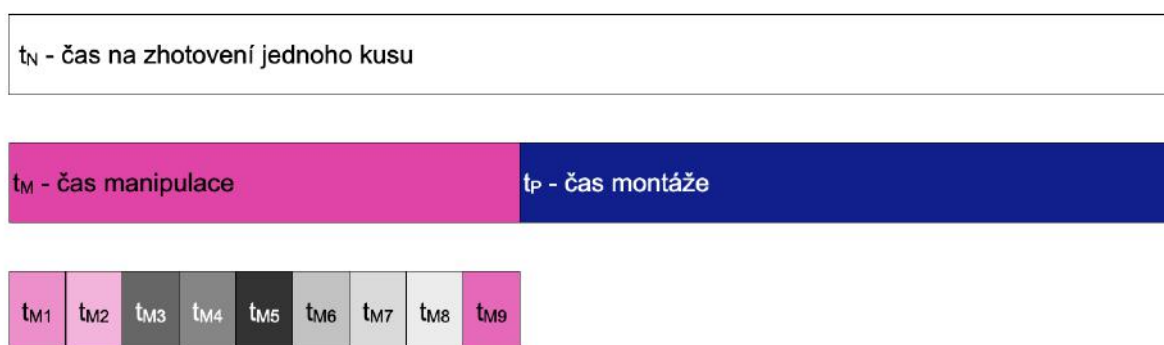 tN - čas na zhotovení jednoho kusu
tM - čas manipulace tP - čas montáže
tM1 tM2 tM3 tM4 tM5 tM6 tM7 tM8 tM9